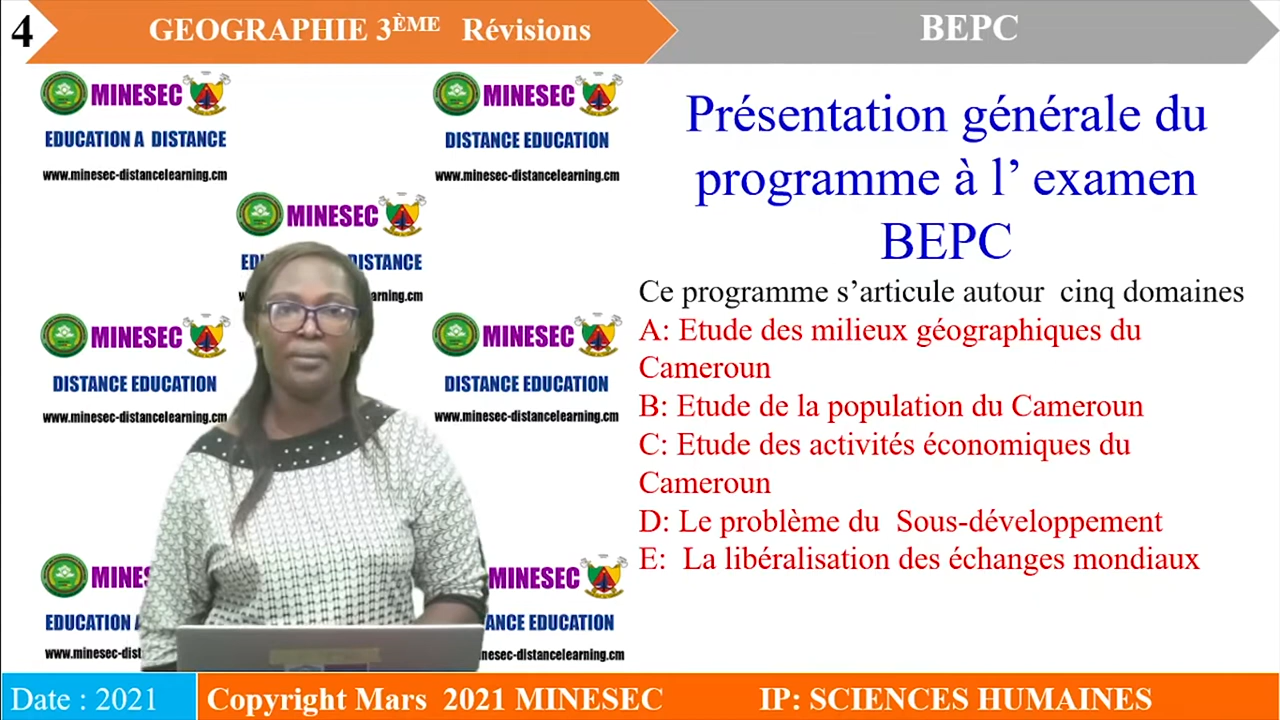 4
GEOGRAPHIE 3ÈME Révisions
BEPC
MINESEC
EDUCATION A DISTANCE
www.minesec-distancelearning.cm
MINESEC
DISTANCE EDUCATION
www.minesec-distancelearning.cm
MINESEC
DISTANCE
MINESEC
DISTANCE EDUCATION
www.minesec-distancelearning.cm
MINESEC
DISTANCE EDUCATION
www.minesec-distancelearning.cm
EDUCATION
MINESEC
EDUCATION
distancelearning.cm
Présentation générale du
programme à l’ examen
BEPC
Ce programme s’articule autour cinq domaines
A: Etude des milieux géographiques du
Cameroun
B: Etude de la population du Cameroun
C: Etude des activités économiques du
Cameroun
D: Le problème du Sous-développement
E: La libéralisation des échanges mondiaux
Date : 2021
Copyright Mars 2021 MINESEC
IP: SCIENCES HUMAINES